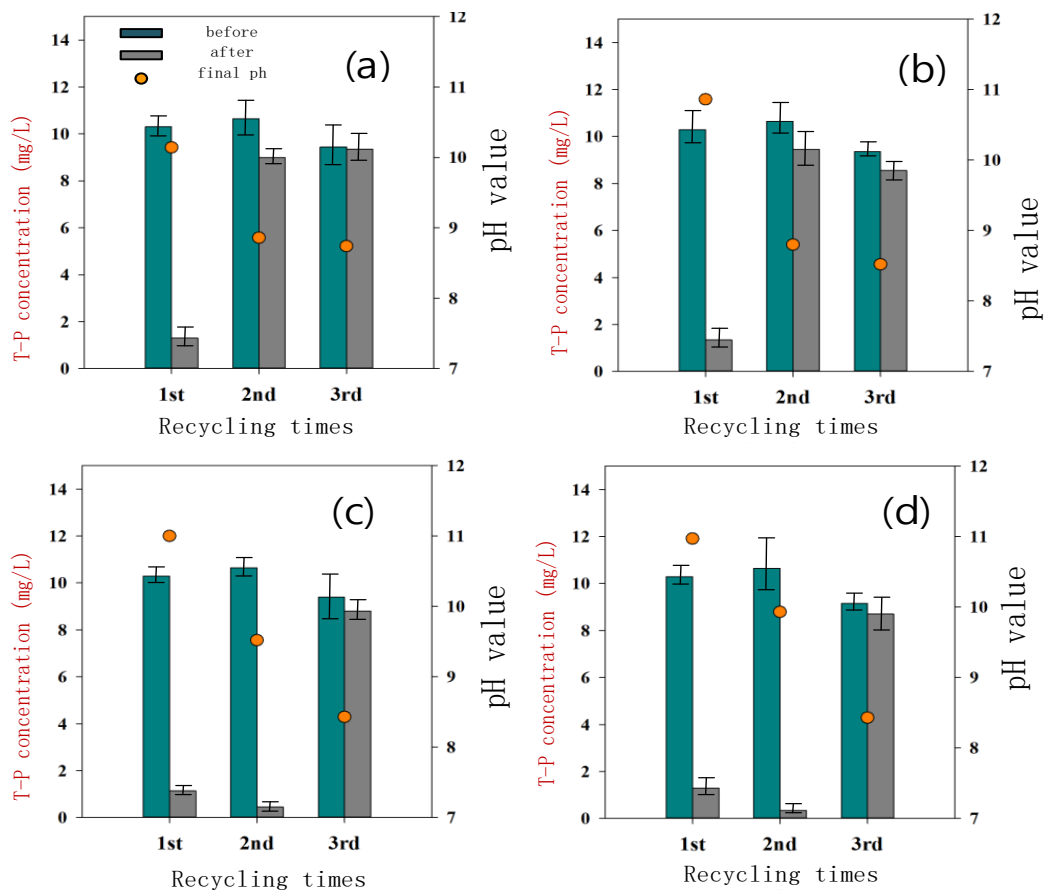 before
after
final ph
(a)
T-P concentration (mg/L)
14
12
10
8
6
4
2
0
12
11
10
9
8
7
pH value
1st 2nd 3rd
Recycling times
(b)
T-P concentration (mg/L)
14
12
10
8
6
4
2
0
12
11
10
9
8
7
pH value
1st 2nd 3rd
Recycling times
(c)
T-P concentration (mg/L)
14
12
10
8
6
4
2
0
12
11
10
9
8
7
pH value
1st 2nd 3rd
Recycling times
(d)
T-P concentration (mg/L)
14
12
10
8
6
4
2
0
12
11
10
9
8
7
pH value
1st 2nd 3rd
Recycling times